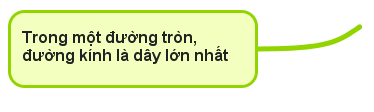 Trong một đường tròn,
đường kính là dây lớn nhất